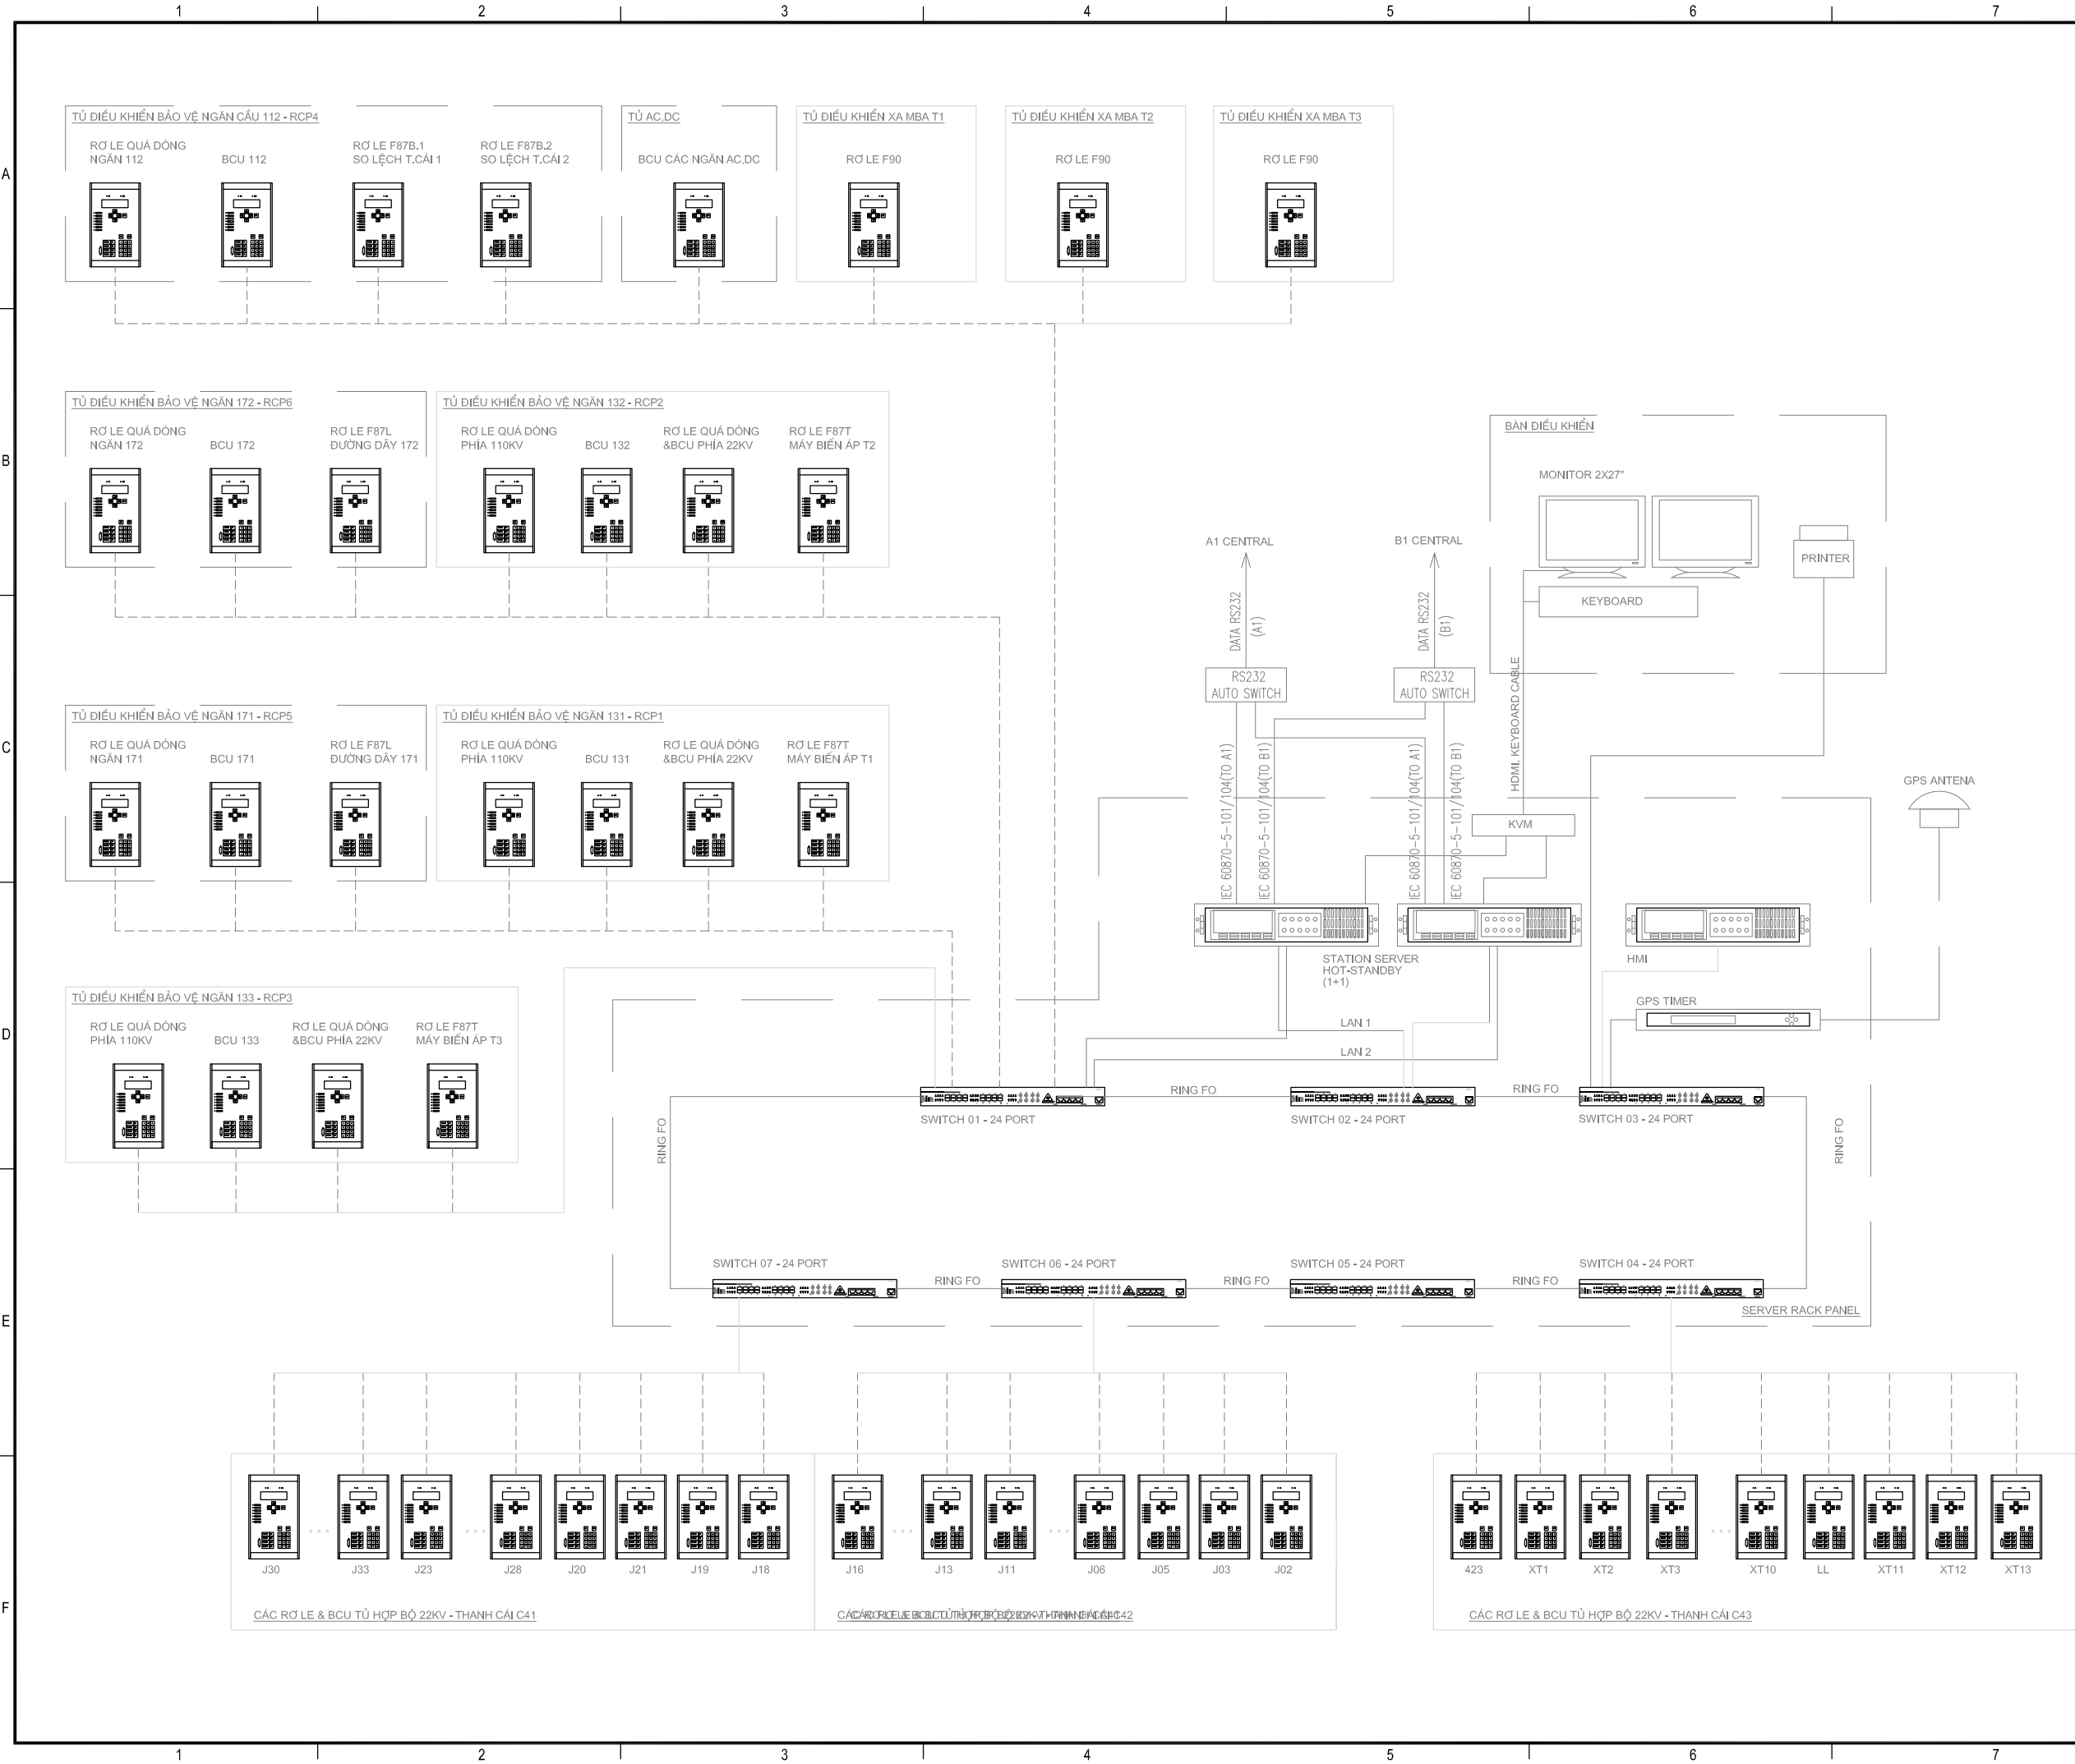 1 2 3 4 5 6 7
A
TỦ ĐIỀU KHIỂN BẢO VỆ NGĂN CẦU 112 - RCP4
RƠ LE QUÁ DÒNG
NGĂN 112
BCU 112
RƠ LE F87B.1
SO LỆCH T.CÁI 1
RƠ LE F87B.2
SO LỆCH T.CÁI 2
TỦ AC,DC
BCU CÁC NGĂN AC,DC
TỦ ĐIỀU KHIỂN XA MBA T1
RƠ LE F90
TỦ ĐIỀU KHIỂN XA MBA T2
RƠ LE F90
TỦ ĐIỀU KHIỂN XA MBA T3
RƠ LE F90
B
TỦ ĐIỀU KHIỂN BẢO VỆ NGĂN 172 - RCP6
RƠ LE QUÁ DÒNG
NGĂN 172
BCU 172
RƠ LE F87L
ĐƯỜNG DÂY 172
TỦ ĐIỀU KHIỂN BẢO VỆ NGĂN 132 - RCP2
RƠ LE QUÁ DÒNG
PHÍA 110KV
BCU 132
RƠ LE QUÁ DÒNG
&BCU PHÍA 22KV
RƠ LE F87T
MÁY BIẾN ÁP T2
BÀN ĐIỀU KHIỂN
MONITOR 2X27"
PRINTER
KEYBOARD
A1 CENTRAL
B1 CENTRAL
DATA RS232
(A1)
DATA RS232
(B1)
RS232
AUTO SWITCH
RS232
AUTO SWITCH
HDMI, KEYBOARD CABLE
C
TỦ ĐIỀU KHIỂN BẢO VỆ NGĂN 171 - RCP5
RƠ LE QUÁ DÒNG
NGĂN 171
BCU 171
RƠ LE F87L
ĐƯỜNG DÂY 171
TỦ ĐIỀU KHIỂN BẢO VỆ NGĂN 131 - RCP1
RƠ LE QUÁ DÒNG
PHÍA 110KV
BCU 131
RƠ LE QUÁ DÒNG
&BCU PHÍA 22KV
RƠ LE F87T
MÁY BIẾN ÁP T1
IEC 60870-5-101/104(TO A1)
IEC 60870-5-101/104(TO B1)
IEC 60870-5-101/104(TO A1)
IEC 60870-5-101/104(TO B1)
KVM
GPS ANTENA
STATION SERVER
HOT-STANDBY
(1+1)
HMI
GPS TIMER
D
TỦ ĐIỀU KHIỂN BẢO VỆ NGĂN 133 - RCP3
RƠ LE QUÁ DÒNG
PHÍA 110KV
BCU 133
RƠ LE QUÁ DÒNG
&BCU PHÍA 22KV
RƠ LE F87T
MÁY BIẾN ÁP T3
LAN 1
LAN 2
RING FO
RING FO
SWITCH 01 - 24 PORT
SWITCH 02 - 24 PORT
SWITCH 03 - 24 PORT
RING FO
RING FO
E
SWITCH 07 - 24 PORT
SWITCH 06 - 24 PORT
SWITCH 05 - 24 PORT
SWITCH 04 - 24 PORT
RING FO
RING FO
RING FO
SERVER RACK PANEL
F
J30 J33 J23 J28 J20 J21 J19 J18
J16 J13 J11 J06 J05 J03 J02
423 XT1 XT2 XT3 XT10 LL XT11 XT12 XT13
CÁC RƠ LE & BCU TỦ HỢP BỘ 22KV - THANH CÁI C41
CÁC RƠ LE & BCU TỦ HỢP BỘ 22KV - THANH CÁI C43
1 2 3 4 5 6 7